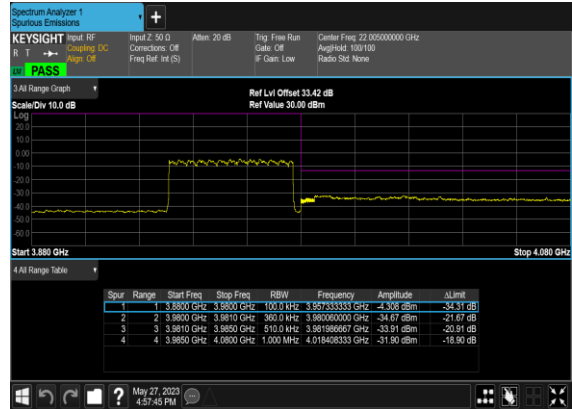 Spectrum Analyzer 1
Spurious Emissions
KEYSIGHT Input: RF Input Z: 50 Ω Atten: 20 dB Trig: Free Run Center Freq: 22.005000000 GHz
R T Coupling: DC Corrections: Off Gate: Off Avg|Hold: 100/100
Align: Off Freq Ref: Int (S) IF Gain: Low Radio Std: None
PASS
3 All Range Graph
Ref Lvl Offset 33.42 dB
Scale/Div 10.0 dB Ref Value 30.00 dBm
Log
20.0
10.0
0.00
-10.0
-20.0
-30.0
-40.0
-50.0
-60.0
Start 3.880 GHz Stop 4.080 GHz
4 All Range Table
Spur Range Start Freq Stop Freq RBW Frequency Amplitude ΔLimit
1 1 3.8800 GHz 3.9800 GHz 100.0 kHz 3.957333333 GHz -4.308 dBm -34.31 dB
2 2 3.9800 GHz 3.9810 GHz 360.0 kHz 3.980060000 GHz -34.67 dBm -21.67 dB
3 3 3.9810 GHz 3.9850 GHz 510.0 kHz 3.981986667 GHz -33.91 dBm -20.91 dB
4 4 3.9850 GHz 4.0800 GHz 1.000 MHz 4.018408333 GHz -31.90 dBm -18.90 dB
? May 27, 2023
4:57:45 PM